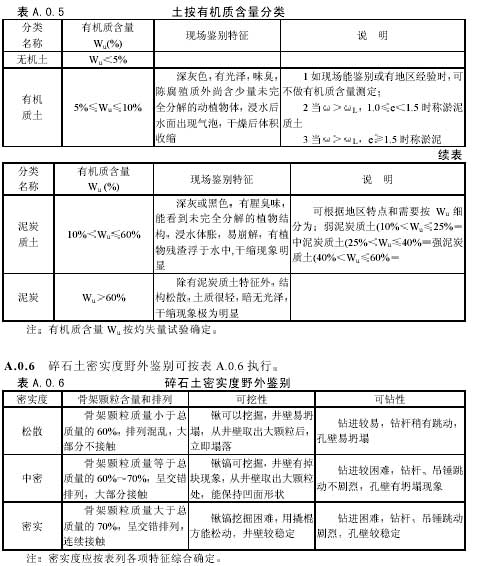 表 A.0.5 土按有机质含量分类
分类 有机质含量 现场鉴别特征 说 明
名称 Wu(%)
无机土 Wu＜5%
有机
质土
5%≤Wu≤10%
深灰色，有光泽，味臭，
陈腐殖质外尚含少量未完
全分解的动植物体，浸水后
水面出现气泡，干燥后体积
收缩
1 如现场能鉴别或有地区经验时，可
不做有机质含量测定；
2 当ω＞ωL，1.0≤e＜1.5 时称淤泥
质土
3 当ω＞ωL，e≥1.5 时称淤泥
续表
分类 有机质含量 现场鉴别特征 说 明
名称 Wu (%)
泥炭
质土
10%＜Wu≤60%
深灰或黑色，有腥臭味，
能看到未完全分解的植物结
构，浸水体胀，易崩解，有植
物残渣浮于水中,干缩现象明
显
可根据地区特点和需要按 Wu 细
分为；弱泥炭质土(10%＜Wu≤25%＝
中泥炭质土(25%＜Wu≤40%＝强泥炭
质土(40%＜Wu≤60%＝
泥炭 Wu＞60%
除有泥炭质土特征外，结
构松散，土质很轻，暗无光泽，
干缩现象极为明显
注：有机质含量 Wu 按灼失量试验确定。
A.0.6 碎石土密实度野外鉴别可按表 A.0.6 执行。
表 A.0.6 碎石土密实度野外鉴别
密实度 骨架颗粒含量和排列 可挖性 可钻性
松散
骨架颗粒质量小于总
质量的 60%，排列混乱，大
部分不接触
锹可以挖掘，井壁易坍
塌，从井壁取出大颗粒后，
立即塌落
钻进较易，钻杆稍有跳动，
孔壁易坍塌
中密
骨架颗粒质量等于总
质量的 60%～70%，呈交错
排列，大部分接触
锹镐可挖掘，井壁有掉
块现象，从井壁取出大颗粒
处，能保持凹面形状
钻进较困难，钻杆、吊锤跳
动不剧烈，孔壁有坍塌现象
密实
骨架颗粒质量大于总
质量的 70%，呈交错排列，
连续接触
锹镐挖掘困难，用撬棍
方能松动，井壁较稳定
钻进困难，钻杆、吊锤跳动
剧烈，孔壁较稳定
注：密实度应按表列各项特征综合确定。